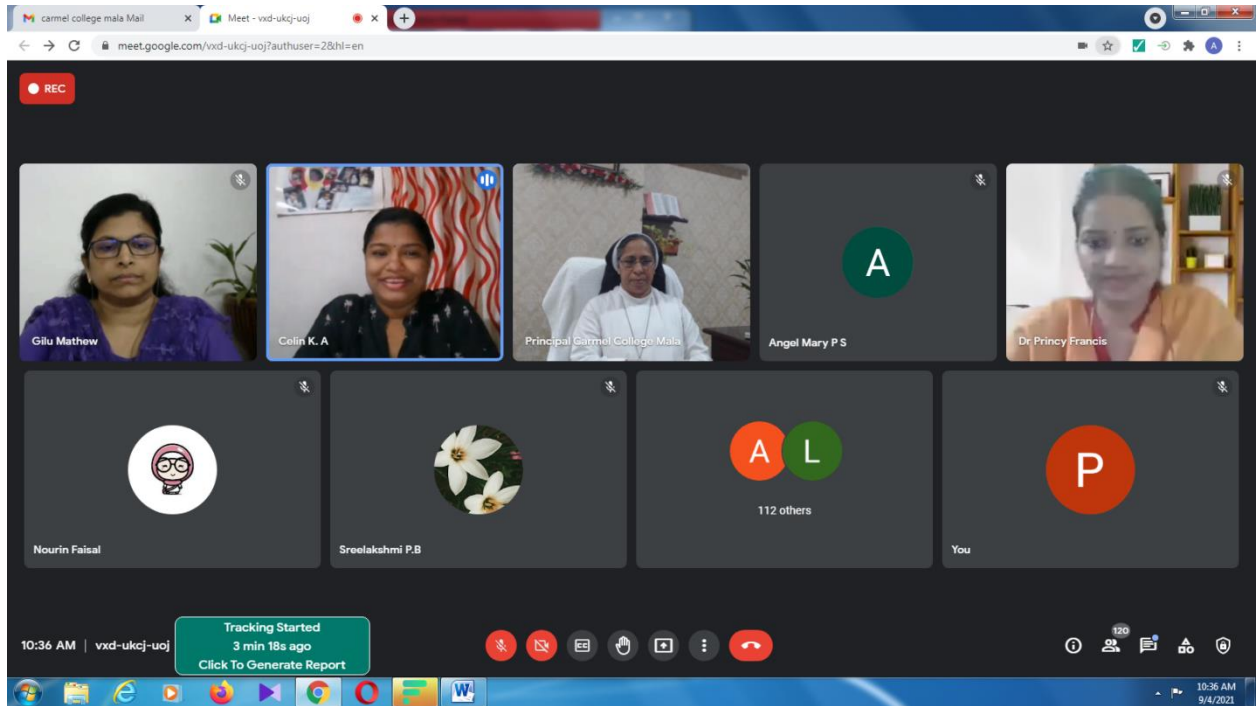 carmel college mala Mail
Meet - vxd-ukcj-uoj
meet.google.com/vxd-ukcj-uoj?authuser=2&hl=en
A
REC
Gilu Mathew
Celin K. A
Principal Carmel College Mala
A
Angel Mary P S
Dr Princy Francis
Nourin Faisal
Sreelakshmi P.B
A L
112 others
P
You
10:36 AM | vxd-ukcj-uoj
Tracking Started
3 min 18s ago
Click To Generate Report
CC
120
W
10:36 AM
9/4/2021